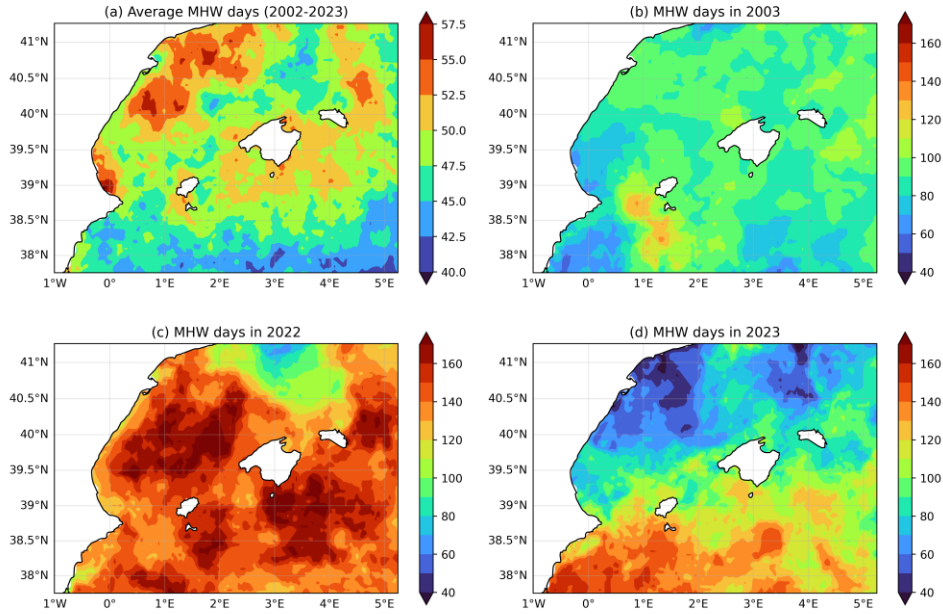 (a) Average MHW days (2002-2023)
41°N
40.5°N
40°N
39.5°N
39°N
38.5°N
38°N
1°W 0° 1°E 2°E 3°E 4°E 5°E
57.5
55.0
52.5
50.0
47.5
45.0
42.5
40.0
(b) MHW days in 2003
41°N
40.5°N
40°N
39.5°N
39°N
38.5°N
38°N
1°W 0° 1°E 2°E 3°E 4°E 5°E
160
140
120
100
80
60
40
(c) MHW days in 2022
41°N
40.5°N
40°N
39.5°N
39°N
38.5°N
38°N
1°W 0° 1°E 2°E 3°E 4°E 5°E
160
140
120
100
80
60
40
(d) MHW days in 2023
41°N
40.5°N
40°N
39.5°N
39°N
38.5°N
38°N
1°W 0° 1°E 2°E 3°E 4°E 5°E
160
140
120
100
80
60
40